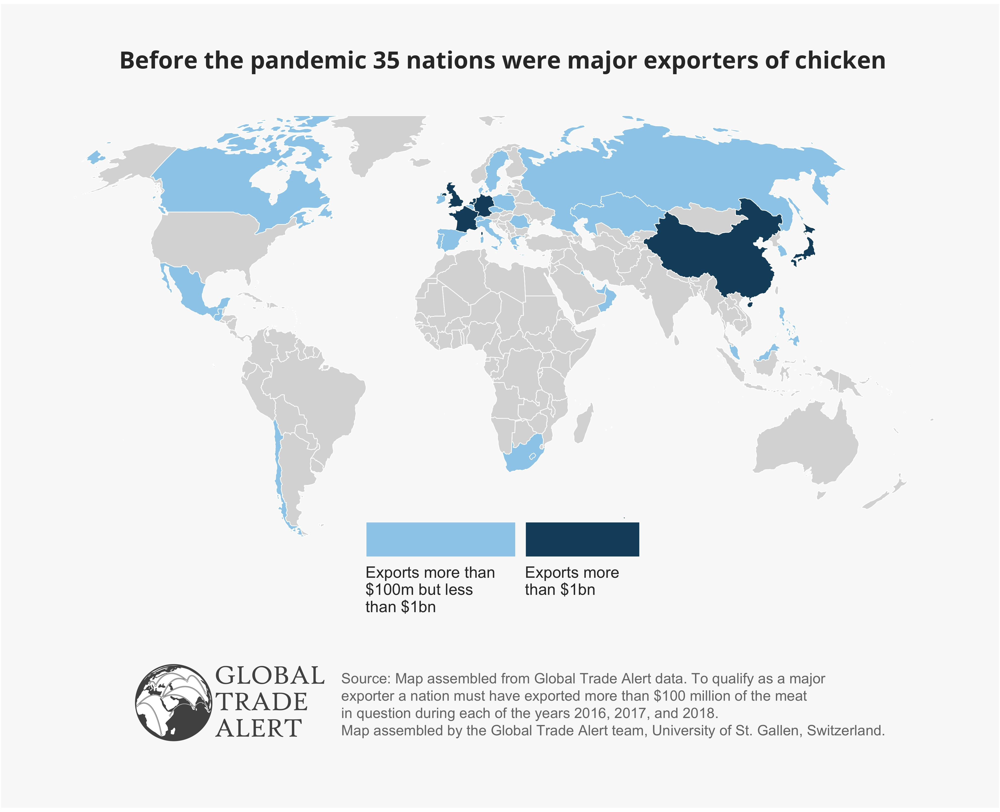 Before the pandemic 35 nations were major exporters of chicken
Exports more than
$100m but less
than $1bn
Exports more
than $1bn
GLOBAL
TRADE
ALERT
Source: Map assembled from Global Trade Alert data. To qualify as a major
exporter a nation must have exported more than $100 million of the meat
in question during each of the years 2016, 2017, and 2018.
Map assembled by the Global Trade Alert team, University of St. Gallen, Switzerland.